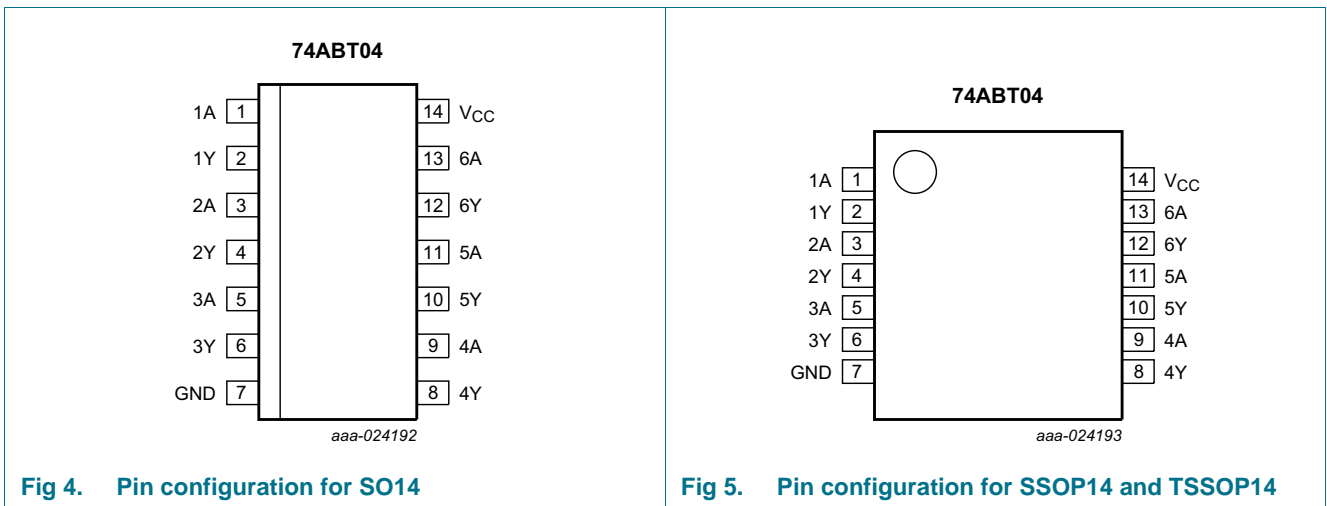 74ABT04
1A 1 14 VCC
1Y 2 13 6A
2A 3 12 6Y
2Y 4 11 5A
3A 5 10 5Y
3Y 6 9 4A
GND 7 8 4Y
aaa-024192
Fig 4. Pin configuration for SO14
74ABT04
1A 1 14 VCC
1Y 2 13 6A
2A 3 12 6Y
2Y 4 11 5A
3A 5 10 5Y
3Y 6 9 4A
GND 7 8 4Y
aaa-024193
Fig 5. Pin configuration for SSOP14 and TSSOP14